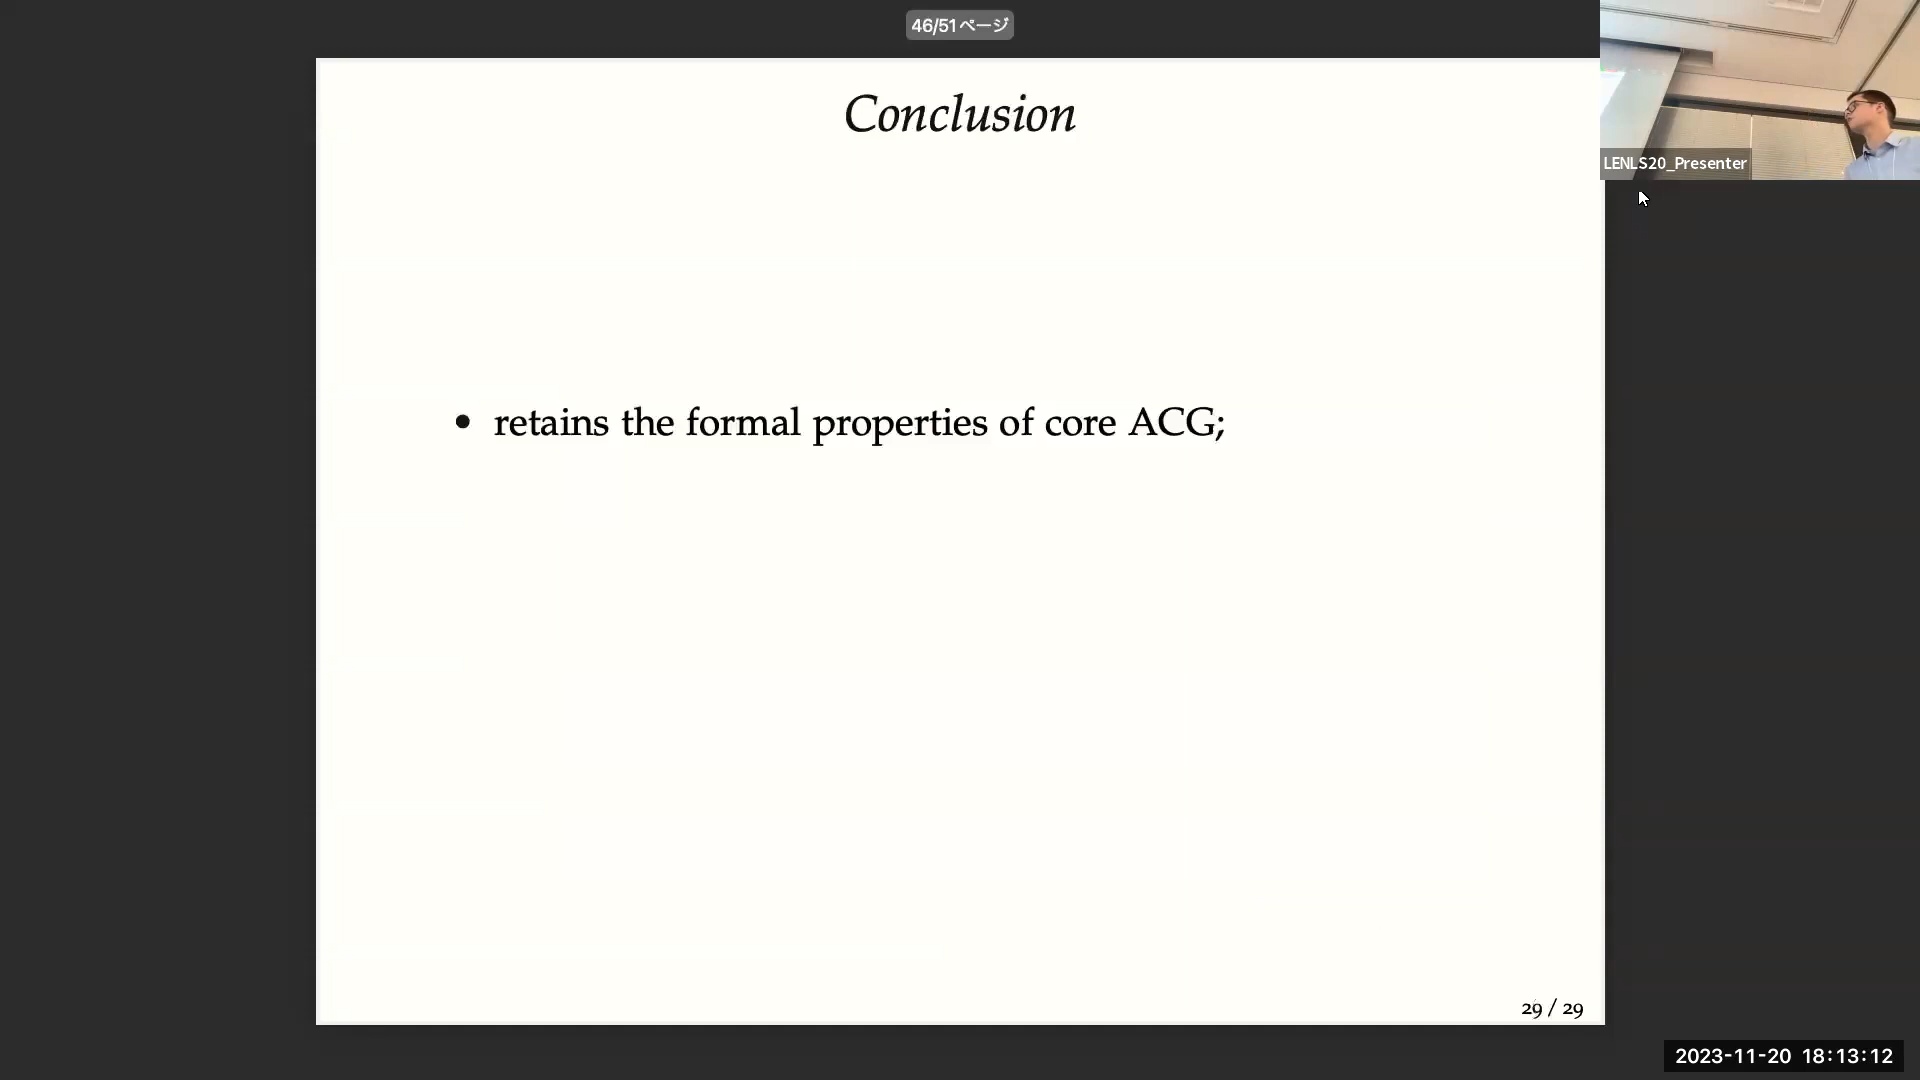 46/51ページ
Conclusion
LENLS20_Presenter
• retains the formal properties of core ACG;
29 / 29
2023-11-20 18:13:12